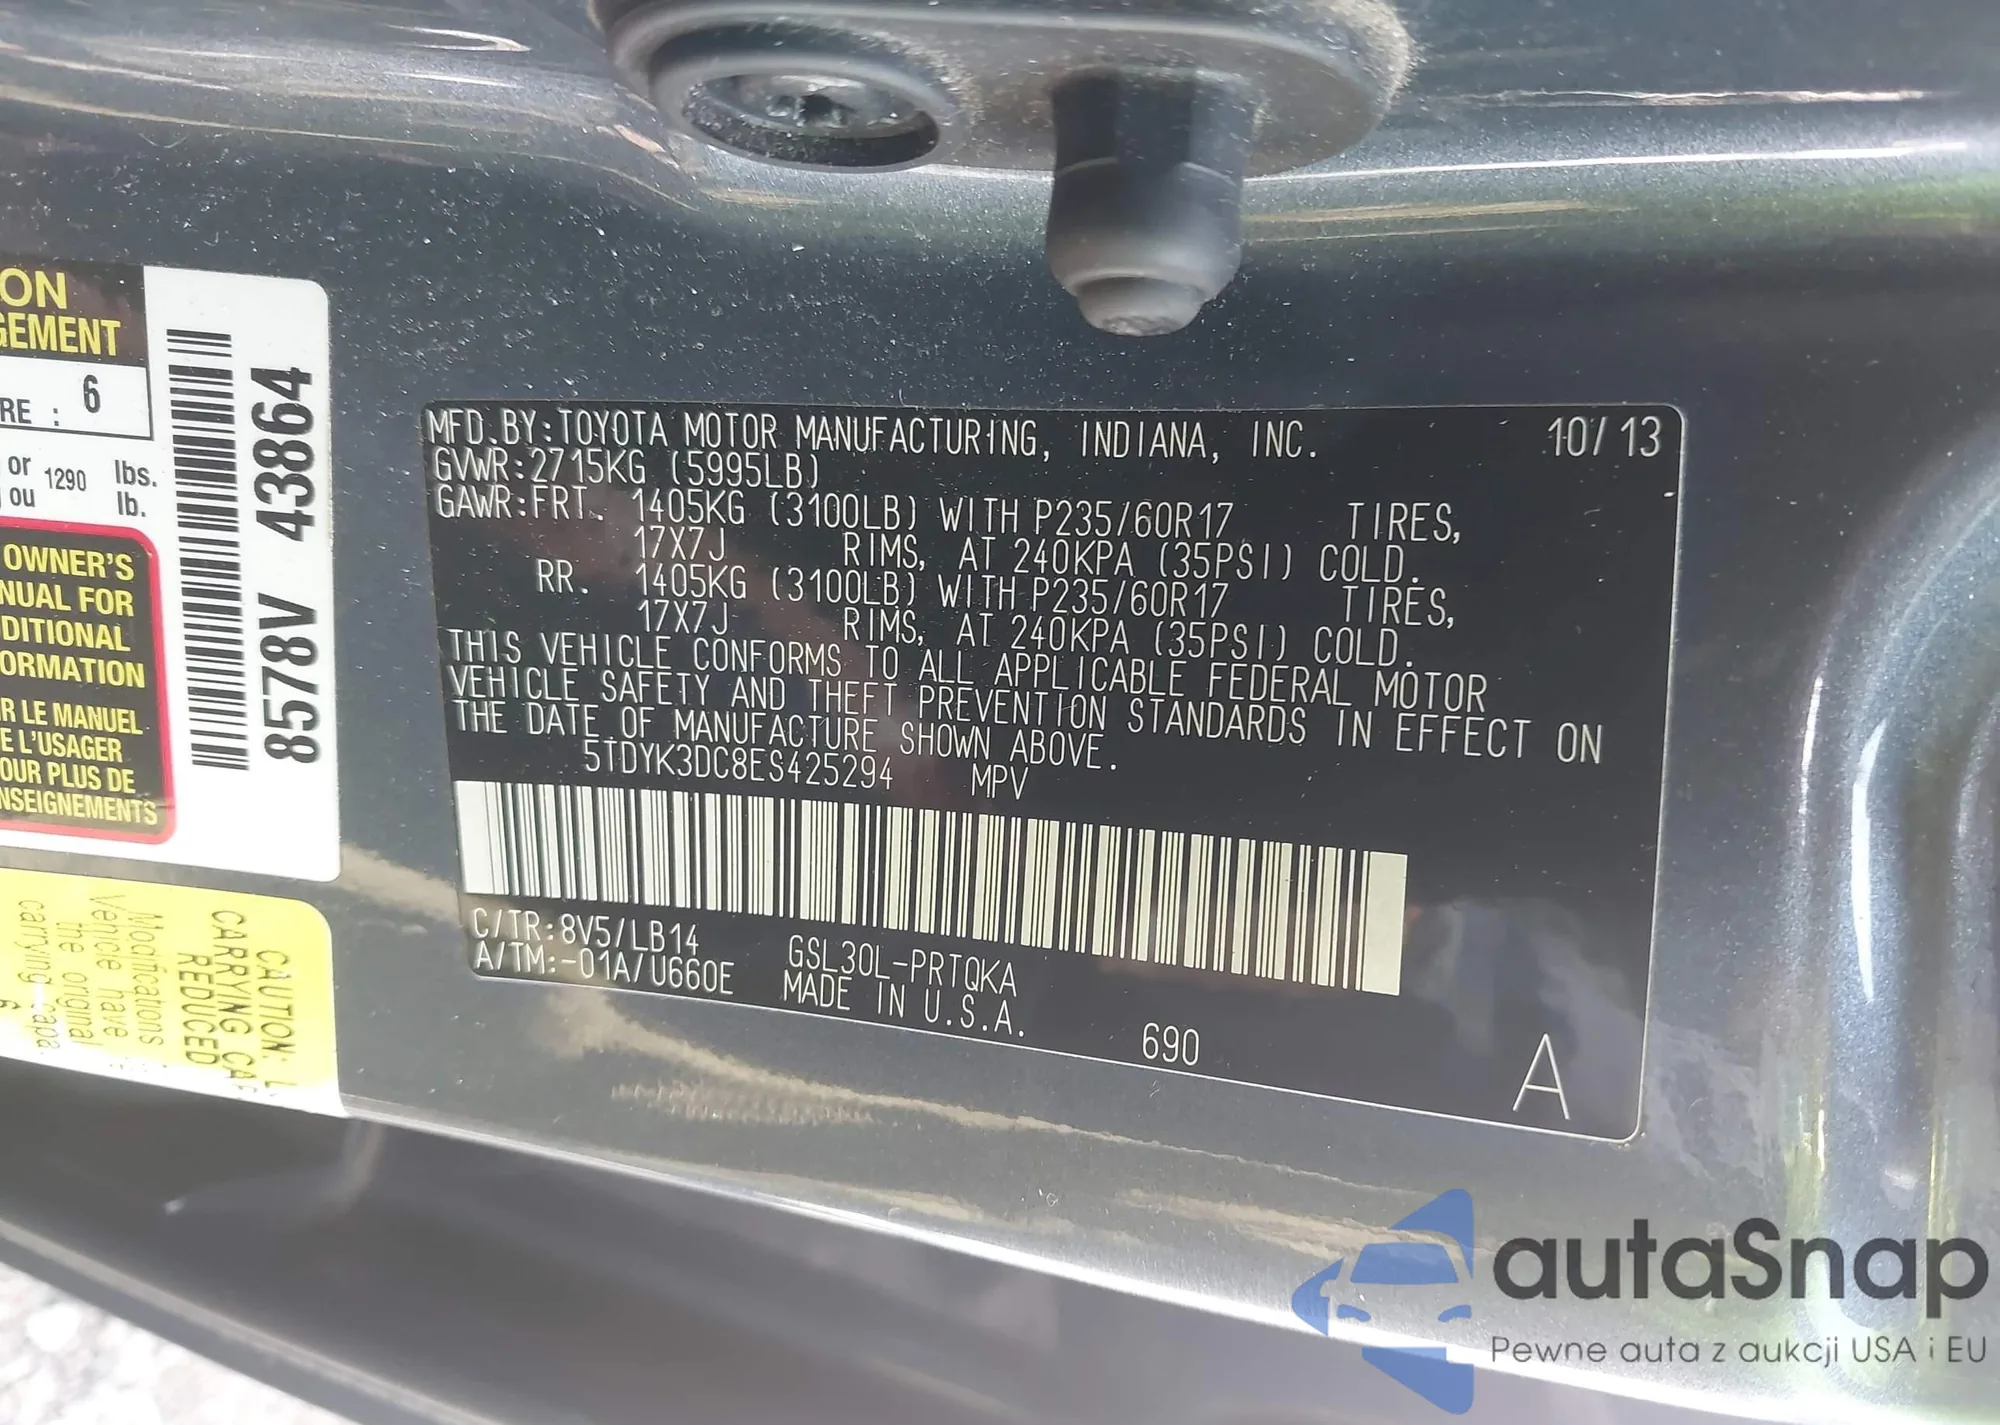 ON
GEMENT
RE : 6
or 1290 lbs.
ou lb.
OWNER'S
NUAL FOR
DITIONAL
ORMATION
R LE MANUEL
E L'USAGER
OUR PLUS DE
NSEIGNEMENTS
8578V 43864
CAUTION
CARRYING CA
REDUCED
Modifications
Vehicle have
the original
carrying capa
MFD.BY:TOYOTA MOTOR MANUFACTURING, INDIANA, INC. 10/13
GVWR:2715KG (5995LB)
GAWR:FRT. 1405KG (3100LB) WITH P235/60R17 TIRES,
17X7J RIMS, AT 240KPA (35PSI) COLD.
RR. 1405KG (3100LB) WITH P235/60R17 TIRES,
17X7J RIMS, AT 240KPA (35PSI) COLD.
THIS VEHICLE CONFORMS TO ALL APPLICABLE FEDERAL MOTOR
VEHICLE SAFETY AND THEFT PREVENTION STANDARDS IN EFFECT ON
THE DATE OF MANUFACTURE SHOWN ABOVE.
5TDYK3DC8ES425294 MPV
C/TR:8V5/LB14 GSL30L-PRTQKA
A/TM:-01A/U660E MADE IN U.S.A.
690
A
autaSnap
Pewne auta z aukcji USA i EU